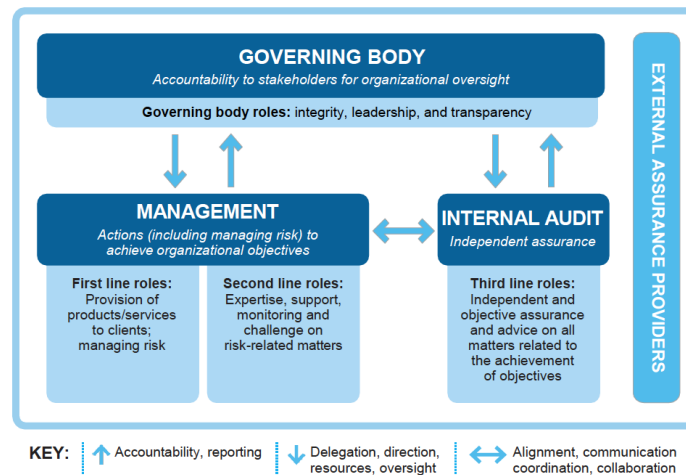 GOVERNING BODY
Accountability to stakeholders for organizational oversight
Governing body roles: integrity, leadership, and transparency
MANAGEMENT
Actions (including managing risk) to
achieve organizational objectives
First line roles:
Provision of
products/services
to clients;
managing risk
Second line roles:
Expertise, support,
monitoring and
challenge on
risk-related matters
INTERNAL AUDIT
Independent assurance
Third line roles:
Independent and
objective assurance
and advice on all
matters related to
the achievement
of objectives
EXTERNAL ASSURANCE PROVIDERS
KEY:
Accountability, reporting
Delegation, direction,
resources, oversight
Alignment, communication
coordination, collaboration